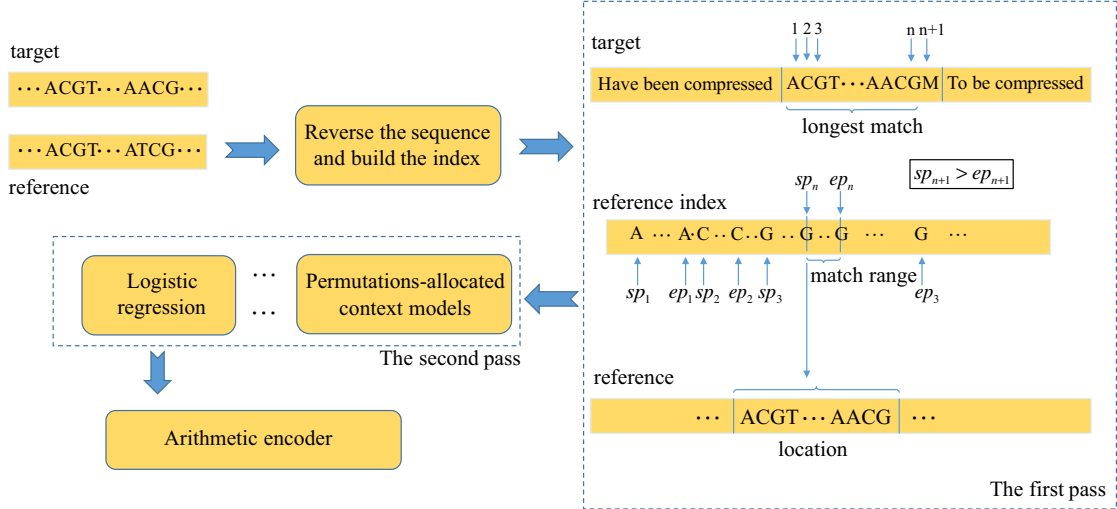 target
··· ACGT··· AACG···
··· ACGT··· ATCG···
reference
Reverse the sequence
and build the index
1 2 3 n n+1
target
Have been compressed ACGT··· AACGM To be compressed
longest match
sp_n ep_n
sp_{n+1} > ep_{n+1}
reference index
A ··· A·C ·· C ·· G ·· G ·· G ··· G ···
match range
sp_1 ep_1 sp_2 ep_2 sp_3 ep_3
reference
··· ACGT ··· AACG ···
location
The first pass
Logistic
regression
···
···
Permutations-allocated
context models
The second pass
Arithmetic encoder